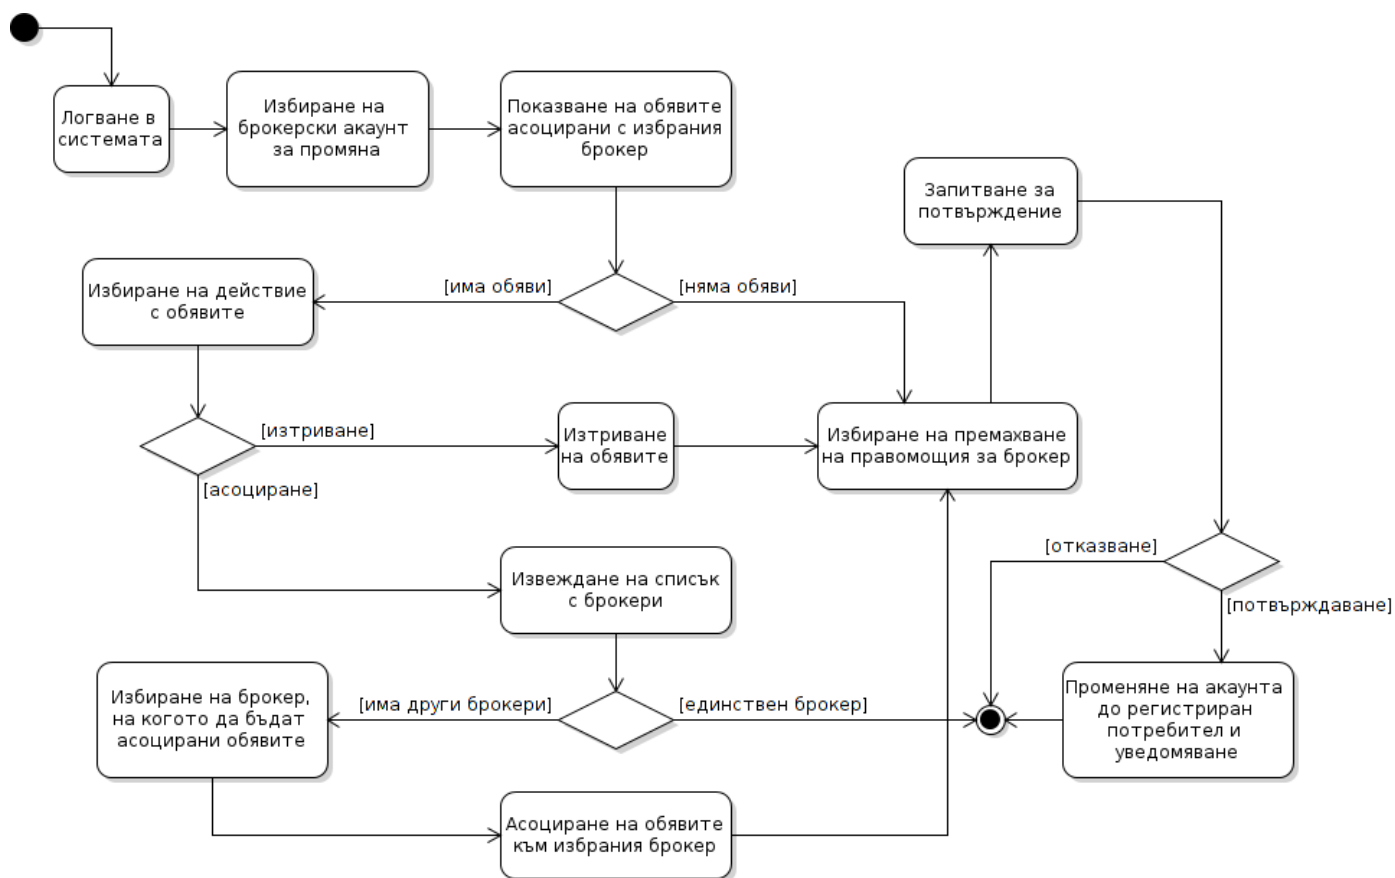 Логване в
системата
Избиране на
брокерски акаунт
за промяна
Показване на обявите
асоцирани с избрания
брокер
Запитване за
потвърждение
Избиране на действие
с обявите
[има обяви]
[няма обяви]
[изтриване]
Изтриване
на обявите
Избиране на премахване
на правомощия за брокер
[асоциране]
Извеждане на списък
с брокери
[отказване]
[потвърждаване]
Избиране на брокер,
на когото да бъдат
асоцирани обявите
[има други брокери]
[единствен брокер]
Променяне на акаунта
до регистриран
потребител и
уведомяване
Асоциране на обявите
към избрания брокер